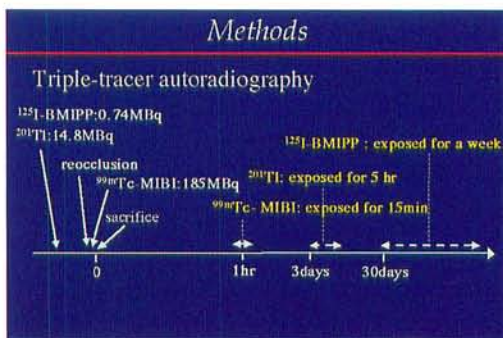 Methods
Triple-tracer autoradiography
¹²⁵I-BMIPP:0.74MBq
²⁰¹Tl:14.8MBq
reocclusion
⁹⁹ᵐTc-MIBI:185MBq
sacrifice
¹²⁵I-BMIPP : exposed for a week
²⁰¹Tl: exposed for 5 hr
⁹⁹ᵐTc- MIBI: exposed for 15min
0
1hr
3days
30days